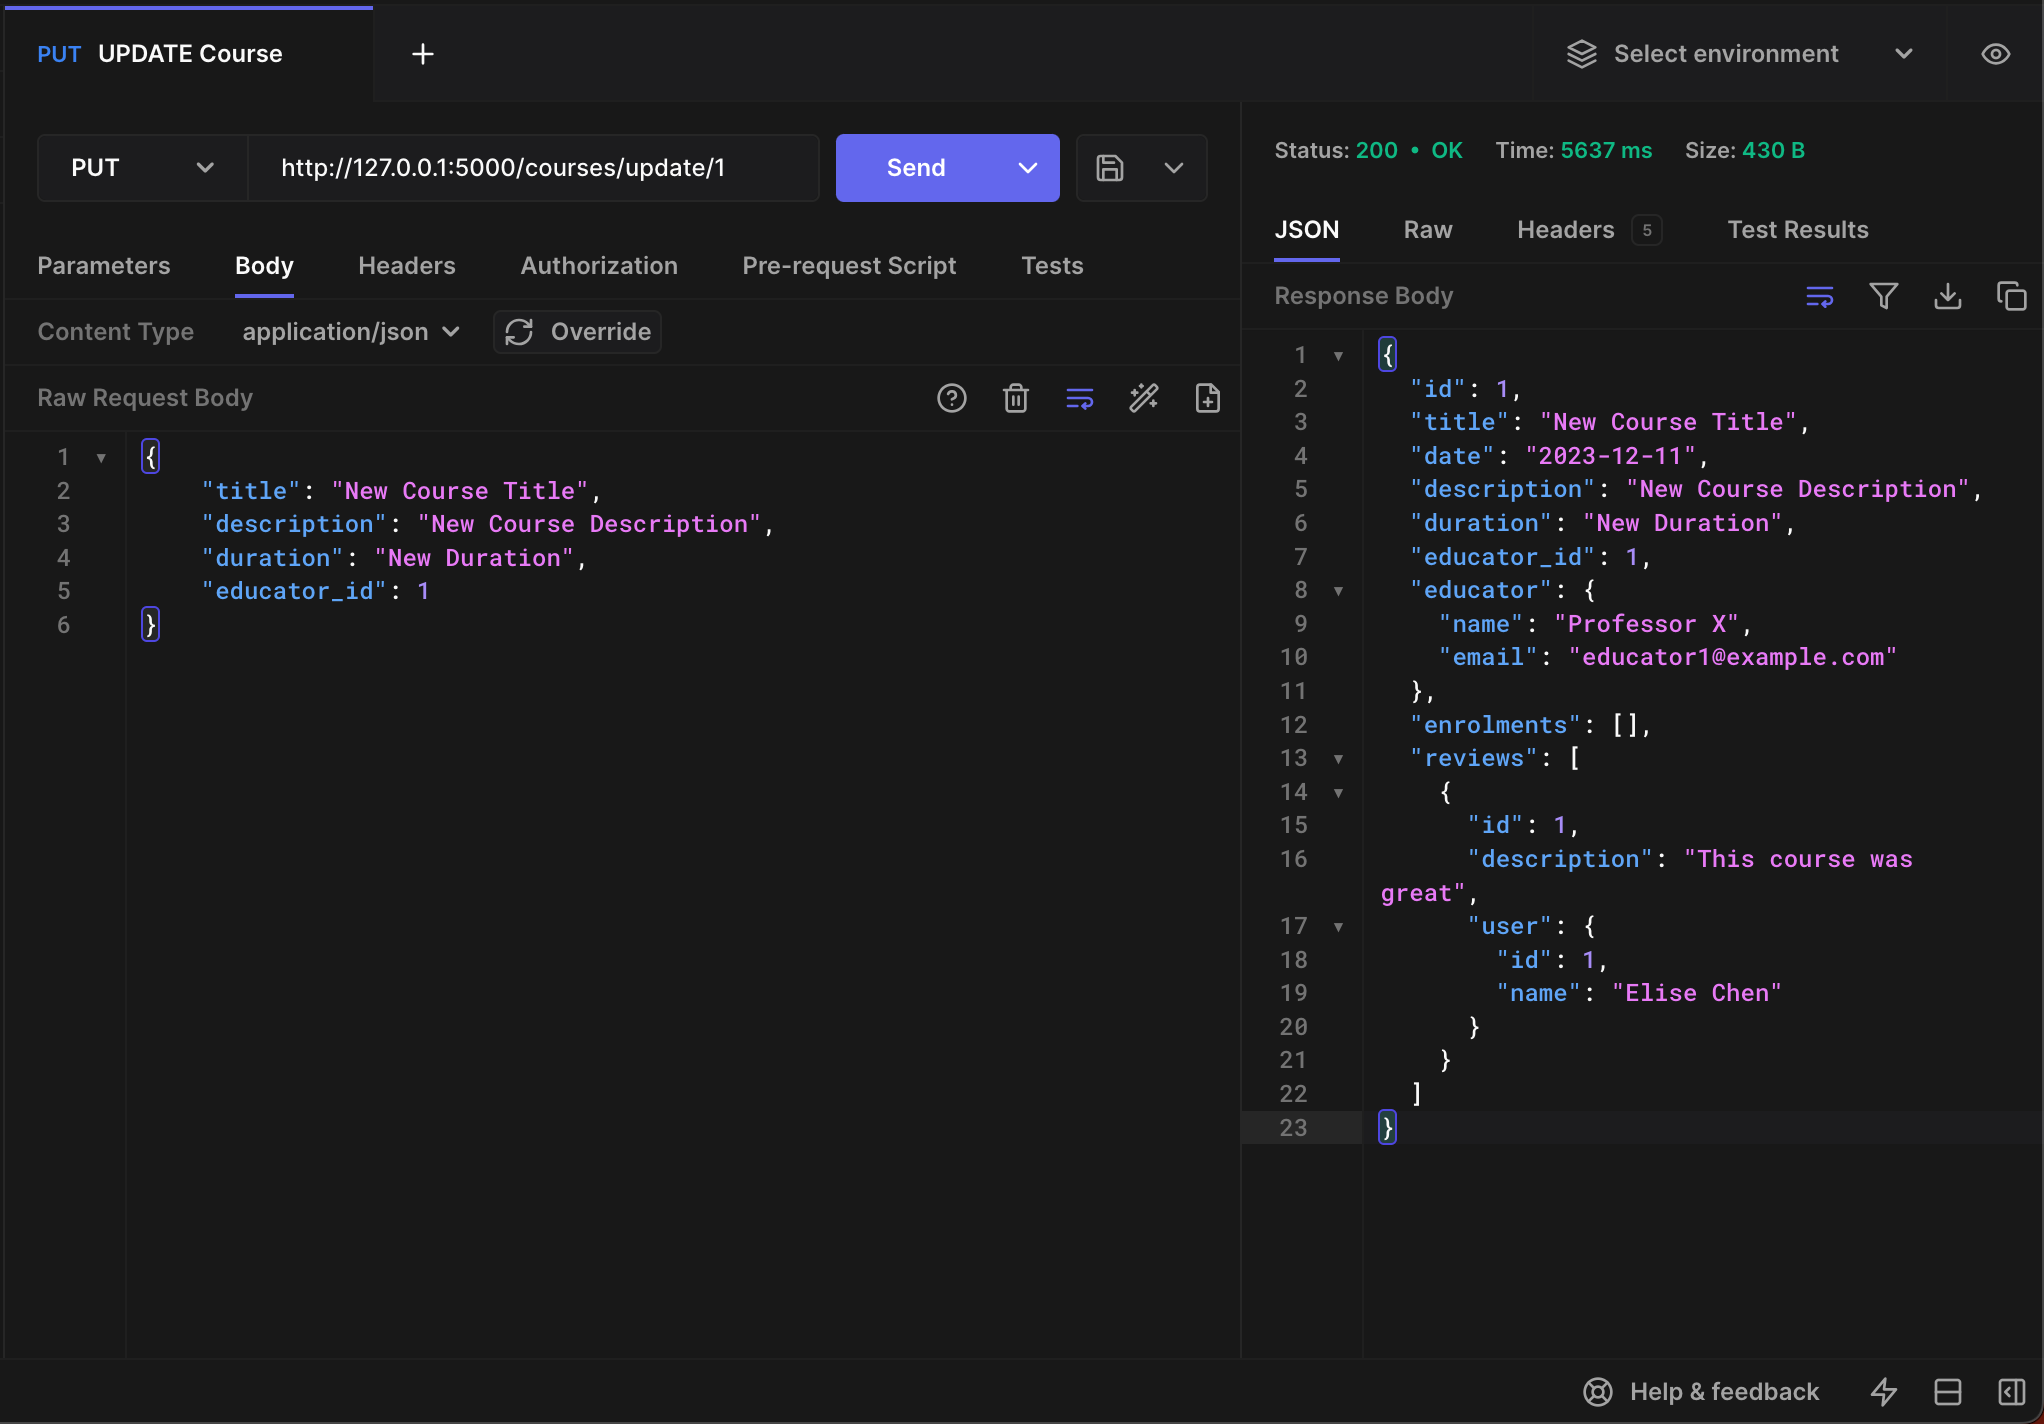 PUT UPDATE Course
Select environment
PUT http://127.0.0.1:5000/courses/update/1 Send
Parameters Body Headers Authorization Pre-request Script Tests
Content Type application/json Override
Raw Request Body
1 {
2 "title": "New Course Title",
3 "description": "New Course Description",
4 "duration": "New Duration",
5 "educator_id": 1
6 }
Status: 200 • OK Time: 5637 ms Size: 430 B
JSON Raw Headers 5 Test Results
Response Body
1 {
2 "id": 1,
3 "title": "New Course Title",
4 "date": "2023-12-11",
5 "description": "New Course Description",
6 "duration": "New Duration",
7 "educator_id": 1,
8 "educator": {
9 "name": "Professor X",
10 "email": "educator1@example.com"
11 },
12 "enrolments": [],
13 "reviews": [
14 {
15 "id": 1,
16 "description": "This course was
great",
17 "user": {
18 "id": 1,
19 "name": "Elise Chen"
20 }
21 }
22 ]
23 }
Help & feedback